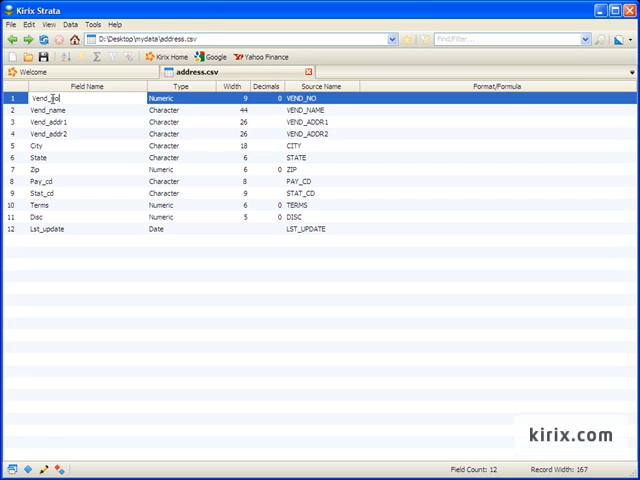 Kirix Strata
File Edit View Data Tools Help
D:\Desktop\mydata\address.csv Find/Filter...
Kirix Home Google Yahoo Finance
Welcome address.csv
Field Name Type Width Decimals Source Name Format/Formula
1 Vend_No Numeric 9 0 VEND_NO
2 Vend_name Character 44 VEND_NAME
3 Vend_addr1 Character 26 VEND_ADDR1
4 Vend_addr2 Character 26 VEND_ADDR2
5 City Character 18 CITY
6 State Character 6 STATE
7 Zip Numeric 6 0 ZIP
8 Pay_cd Character 8 PAY_CD
9 Stat_cd Character 9 STAT_CD
10 Terms Numeric 6 0 TERMS
11 Disc Numeric 5 0 DISC
12 Lst_update Date LST_UPDATE
kirix.com
Field Count: 12 Record Width: 167